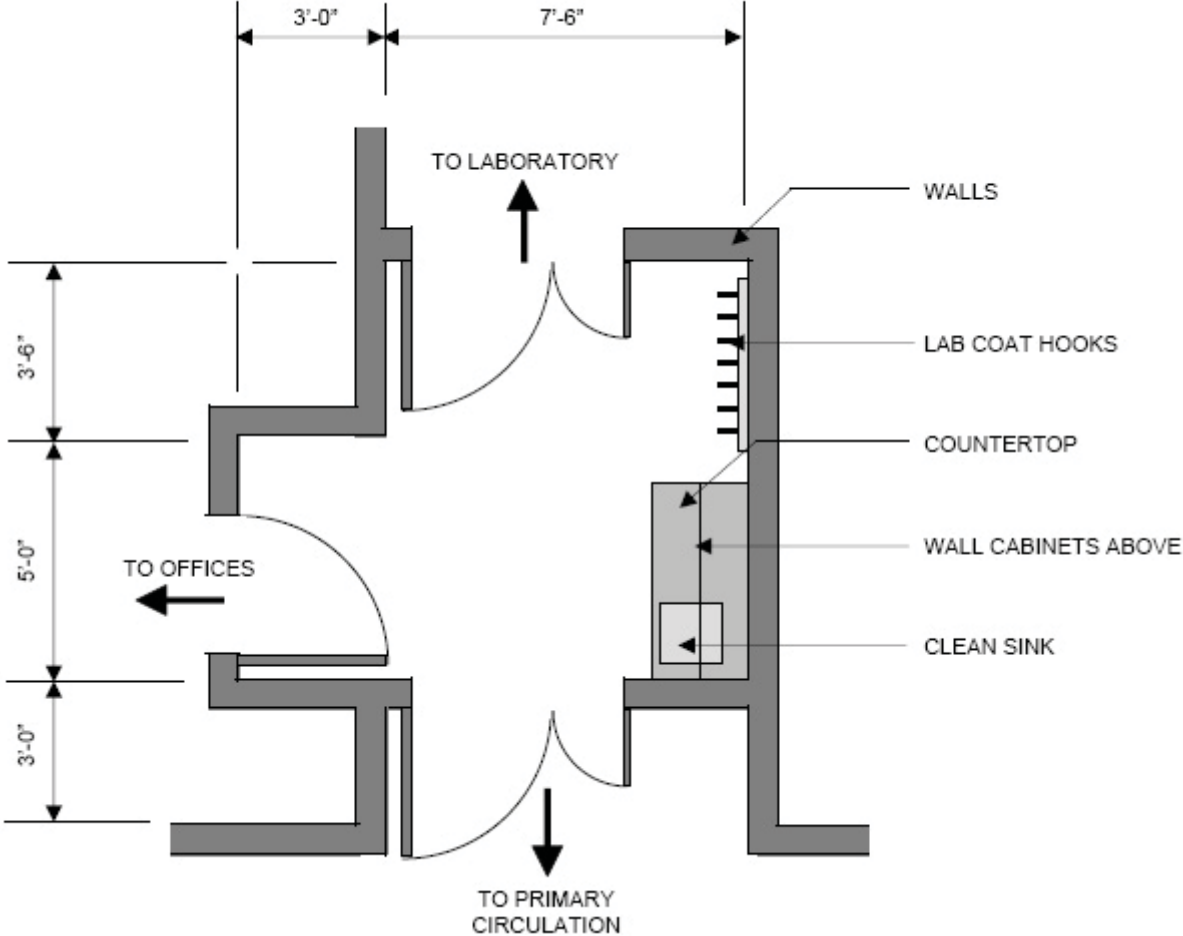 3'-0"
7'-6"
TO LABORATORY
WALLS
3'-6"
LAB COAT HOOKS
COUNTERTOP
5'-0"
WALL CABINETS ABOVE
TO OFFICES
CLEAN SINK
3'-0"
TO PRIMARY
CIRCULATION